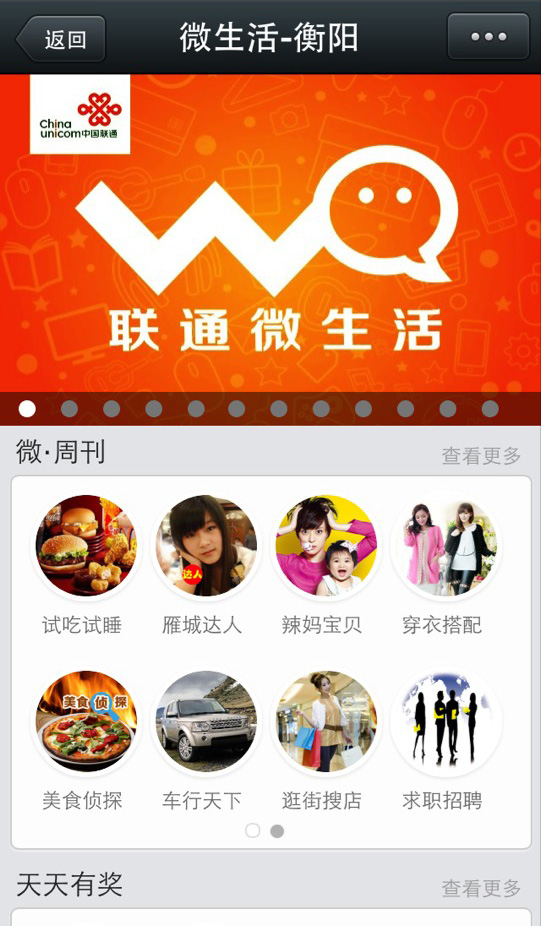 返回
微生活-衡阳
China
unicom中国联通
联通微生活
微·周刊
查看更多
达人
试吃试睡
雁城达人
辣妈宝贝
穿衣搭配
美食侦探
美食侦探
车行天下
逛街搜店
求职招聘
天天有奖
查看更多